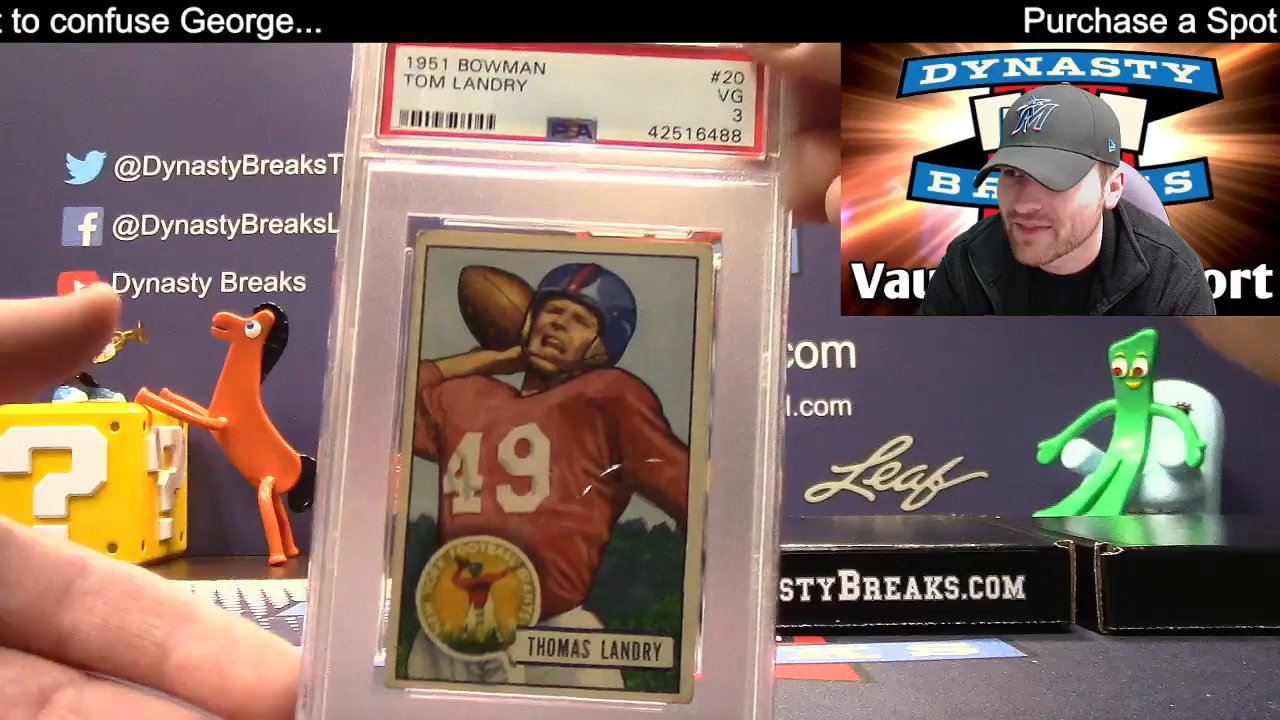 t to confuse George...
Purchase a Spot
1951 BOWMAN
TOM LANDRY
#20
VG
3
PSA
42516488
DYNASTY
@DynastyBreaksT
@DynastyBreaksL
Dynasty Breaks
Vau
ort
com
l.com
49
Leaf
THOMAS LANDRY
STYBREAKS.COM